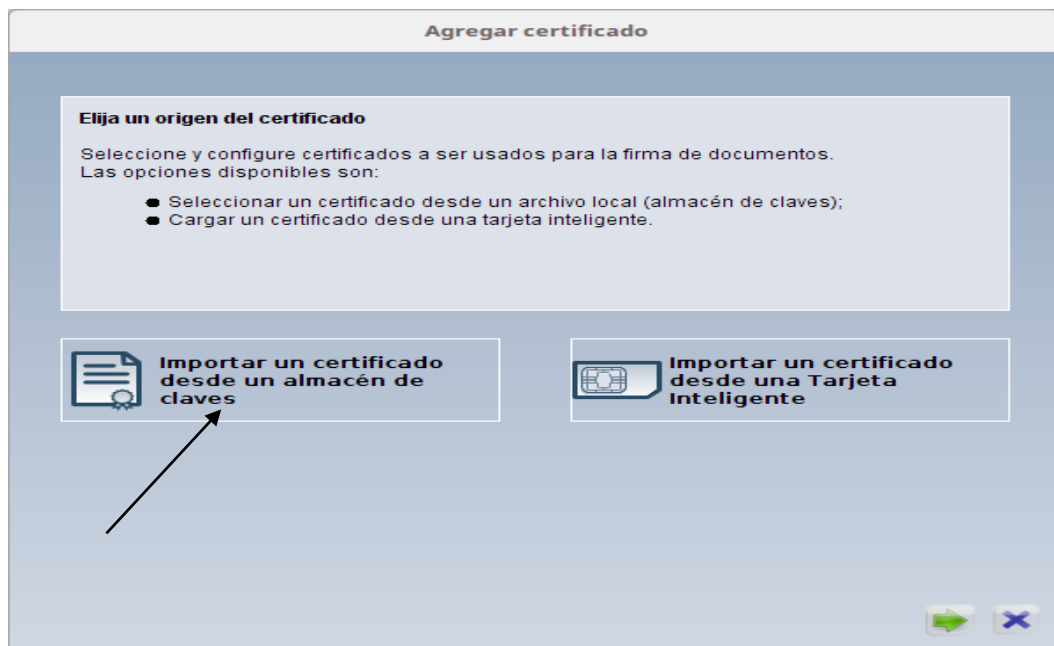 Agregar certificado
Elija un origen del certificado
Seleccione y configure certificados a ser usados para la firma de documentos.
Las opciones disponibles son:
Seleccionar un certificado desde un archivo local (almacén de claves);
Cargar un certificado desde una tarjeta inteligente.
Importar un certificado
desde un almacén de
claves
Importar un certificado
desde una Tarjeta
Inteligente